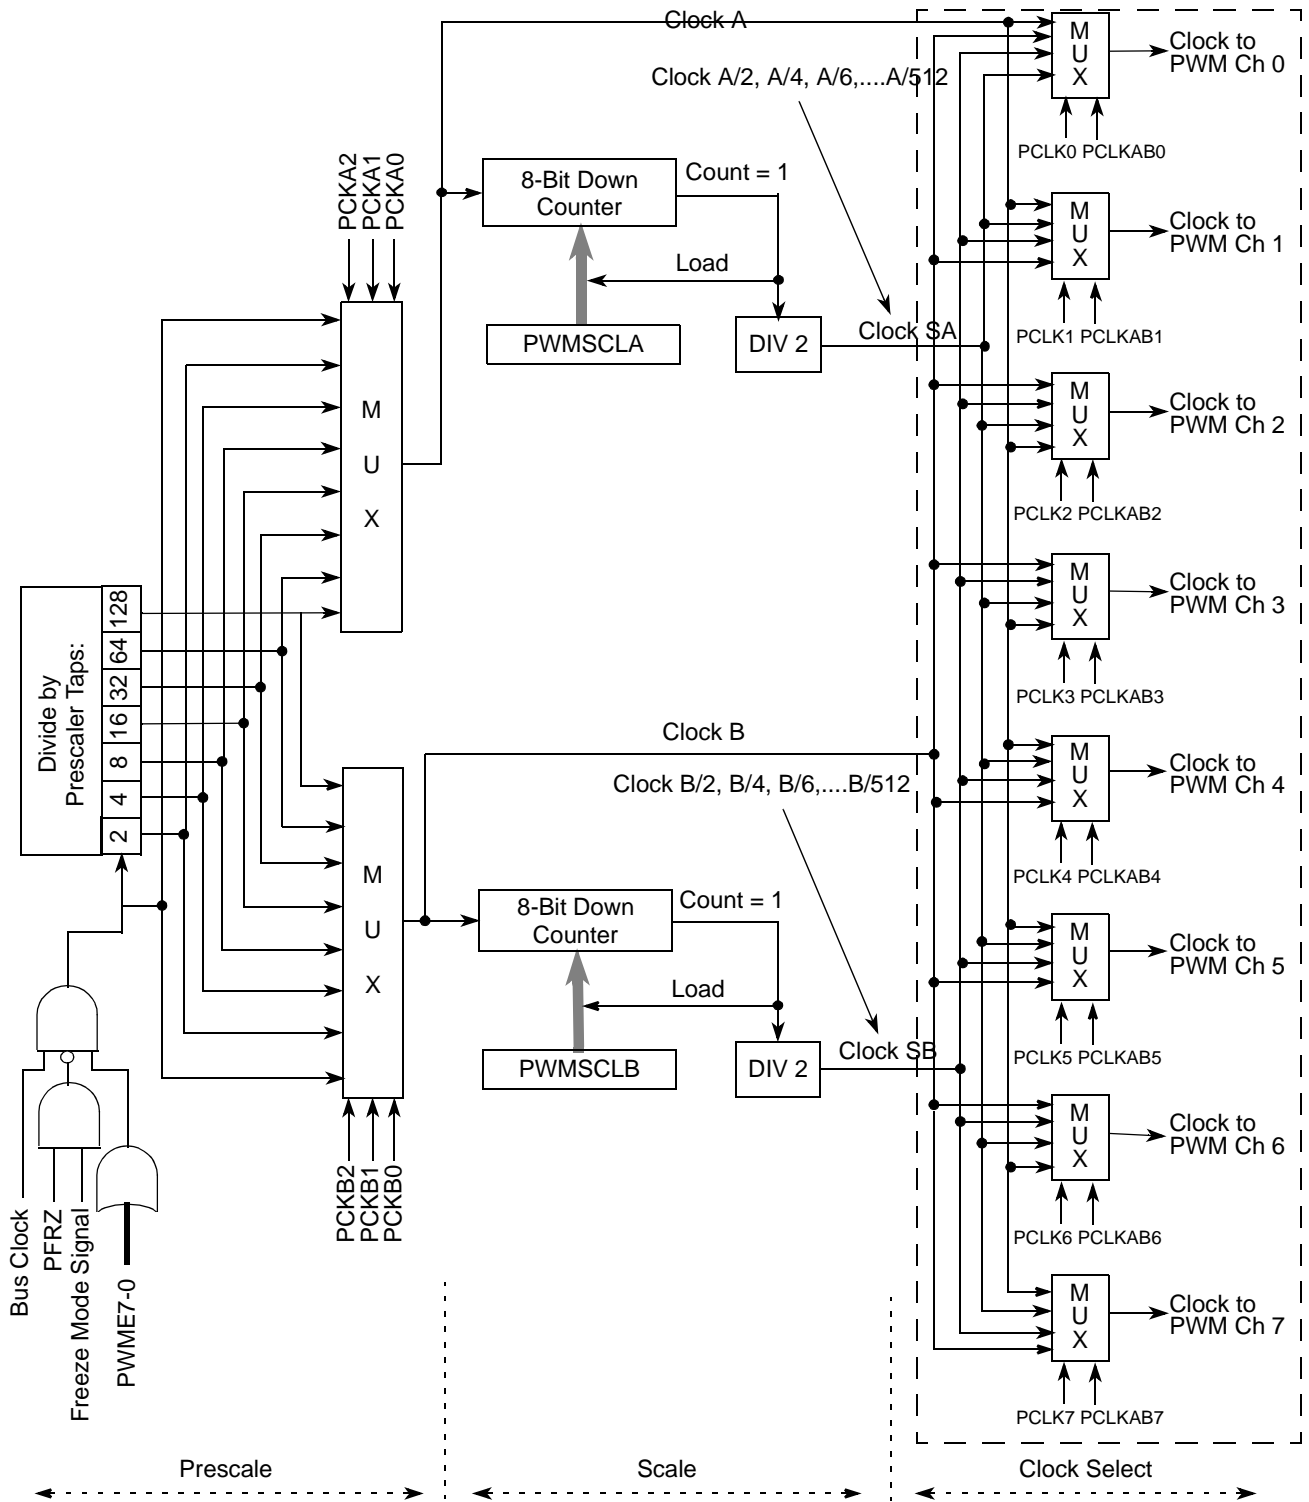 Clock A
Clock A/2, A/4, A/6,....A/512
PCKA2
PCKA1
PCKA0
8-Bit Down
Counter
Count = 1
Load
PWMSCLA
DIV 2
Clock SA
M
U
X
Divide by
Prescaler Taps:
128
64
32
16
8
4
2
Clock B
Clock B/2, B/4, B/6,....B/512
M
U
X
8-Bit Down
Counter
Count = 1
Load
PWMSCLB
DIV 2
Clock SB
PCKB2
PCKB1
PCKB0
Bus Clock
PFRZ
Freeze Mode Signal
PWME7-0
M
U
X
Clock to
PWM Ch 0
PCLK0 PCLKAB0
M
U
X
Clock to
PWM Ch 1
PCLK1 PCLKAB1
M
U
X
Clock to
PWM Ch 2
PCLK2 PCLKAB2
M
U
X
Clock to
PWM Ch 3
PCLK3 PCLKAB3
M
U
X
Clock to
PWM Ch 4
PCLK4 PCLKAB4
M
U
X
Clock to
PWM Ch 5
PCLK5 PCLKAB5
M
U
X
Clock to
PWM Ch 6
PCLK6 PCLKAB6
M
U
X
Clock to
PWM Ch 7
PCLK7 PCLKAB7
Prescale
Scale
Clock Select